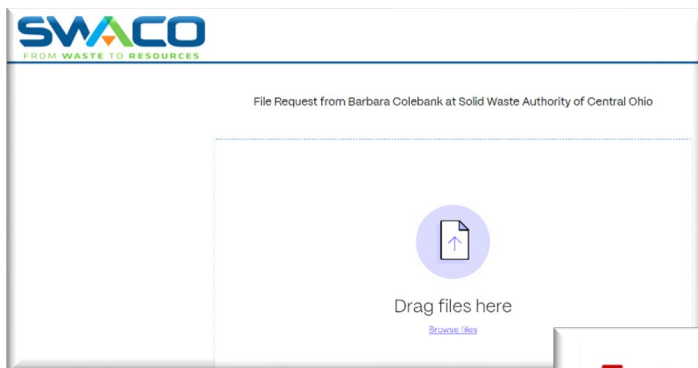 SWACO
FROM WASTE TO RESOURCES
File Request from Barbara Colebank at Solid Waste Authority of Central Ohio
Drag files here
Browse files